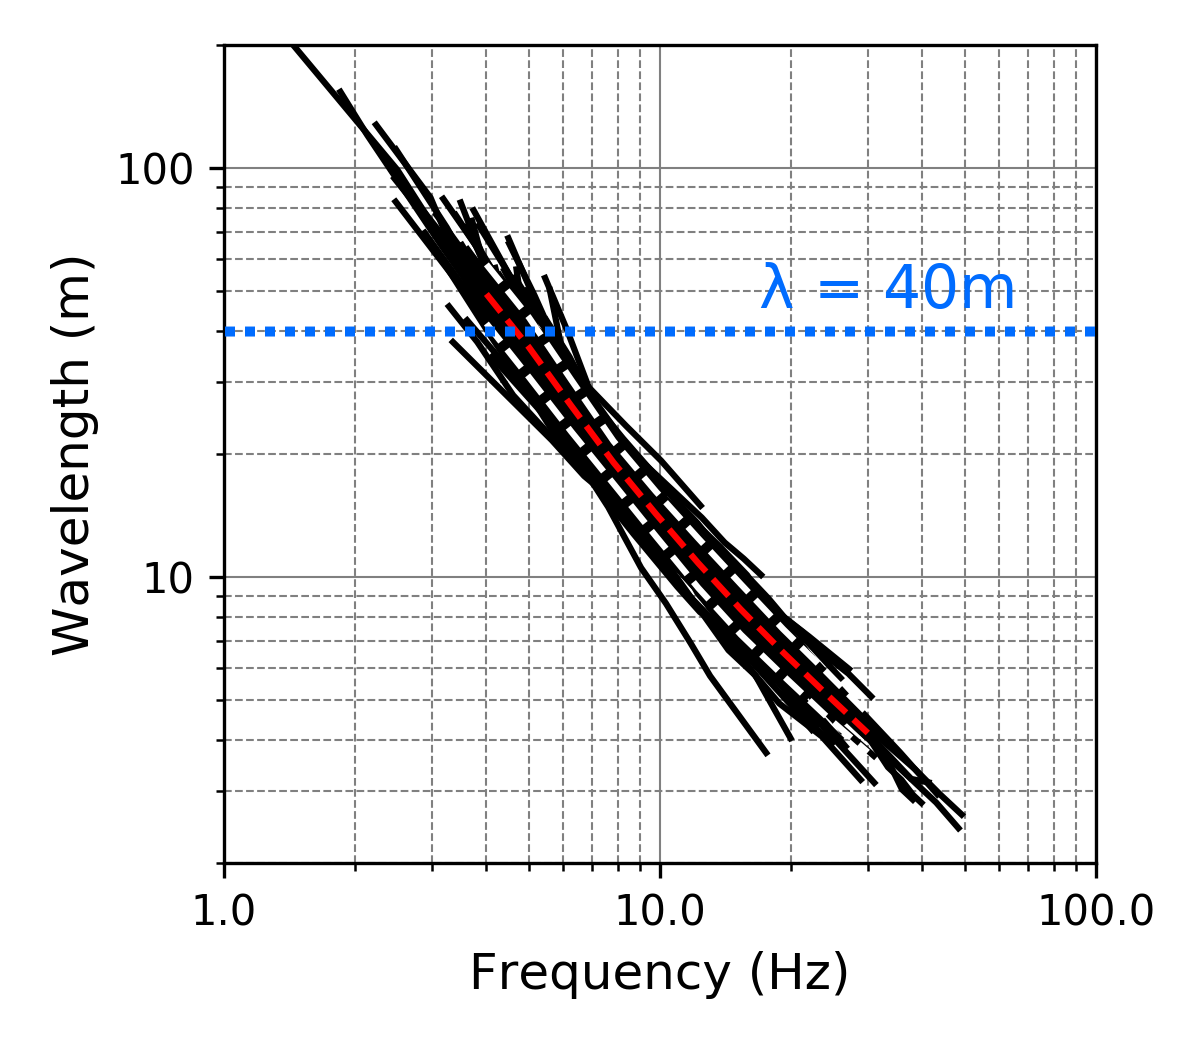 100
λ = 40m
Wavelength (m)
10
1.0 10.0 100.0
Frequency (Hz)